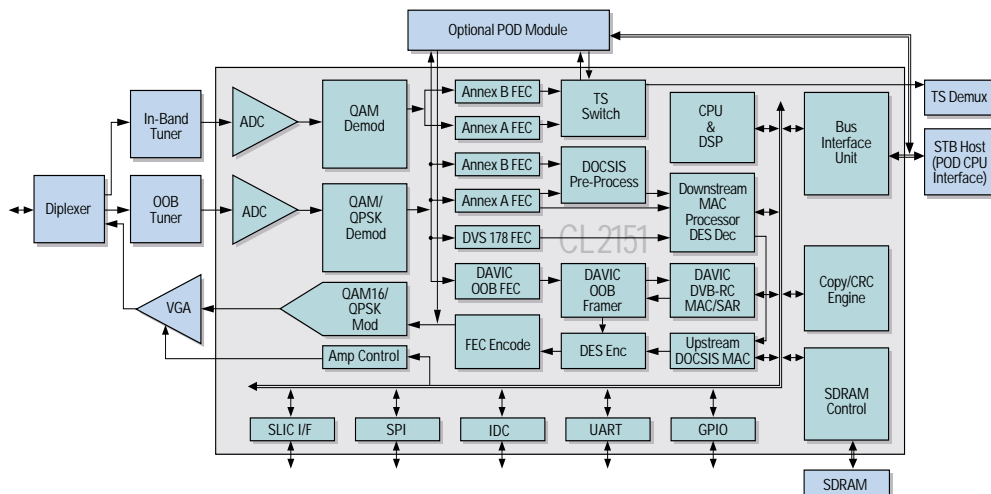 Optional POD Module
In-Band
Tuner
ADC
QAM
Demod
Annex B FEC
Annex A FEC
TS
Switch
CPU
&
DSP
Bus
Interface
Unit
TS Demux
STB Host
(POD CPU
Interface)
Diplexer
OOB
Tuner
ADC
QAM/
QPSK
Demod
Annex B FEC
Annex A FEC
DVS 178 FEC
DOCSIS
Pre-Process
Downstream
MAC
Processor
DES Dec
CL2151
DAVIC
OOB FEC
DAVIC
OOB
Framer
DAVIC
DVB-RC
MAC/SAR
Copy/CRC
Engine
VGA
QAM16/
QPSK
Mod
Amp Control
FEC Encode
DES Enc
Upstream
DOCSIS MAC
SDRAM
Control
SLIC I/F
SPI
IDC
UART
GPIO
SDRAM